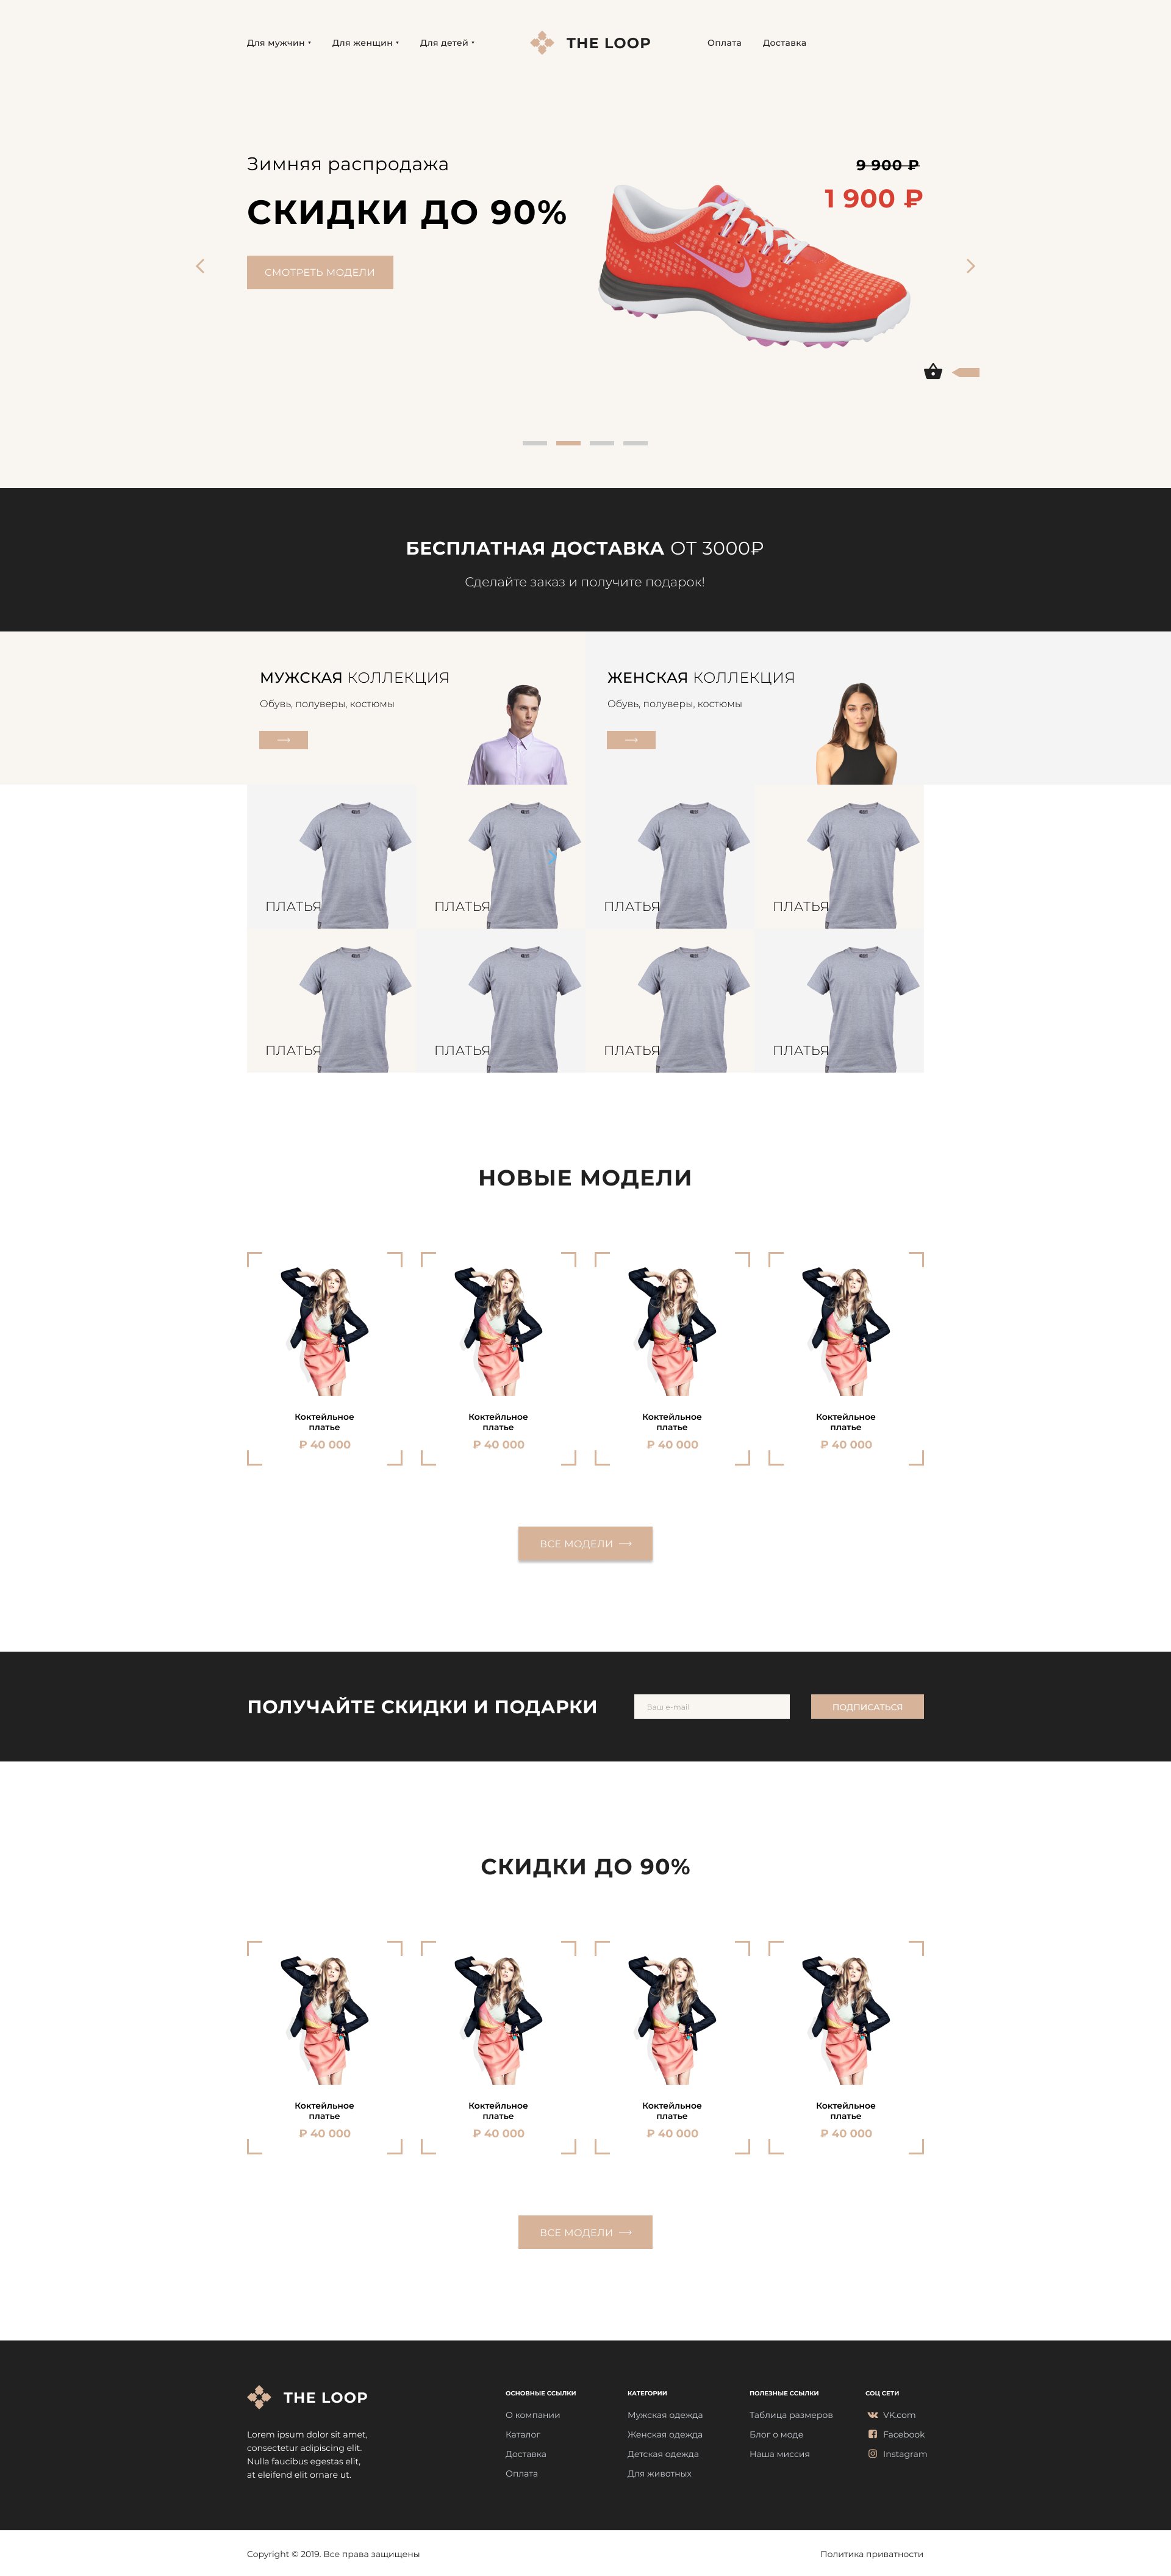 Для мужчин
Для женщин
Для детей
THE LOOP
Оплата
Доставка
Зимняя распродажа
9 900 ₽
1 900 ₽
СКИДКИ ДО 90%
СМОТРЕТЬ МОДЕЛИ
БЕСПЛАТНАЯ ДОСТАВКА ОТ 3000₽
Сделайте заказ и получите подарок!
МУЖСКАЯ КОЛЛЕКЦИЯ
Обувь, полуверы, костюмы
ЖЕНСКАЯ КОЛЛЕКЦИЯ
Обувь, полуверы, костюмы
ПЛАТЬЯ
ПЛАТЬЯ
ПЛАТЬЯ
ПЛАТЬЯ
ПЛАТЬЯ
ПЛАТЬЯ
ПЛАТЬЯ
ПЛАТЬЯ
НОВЫЕ МОДЕЛИ
Коктейльное
платье
₽ 40 000
Коктейльное
платье
₽ 40 000
Коктейльное
платье
₽ 40 000
Коктейльное
платье
₽ 40 000
ВСЕ МОДЕЛИ
ПОЛУЧАЙТЕ СКИДКИ И ПОДАРКИ
Ваш e-mail
ПОДПИСАТЬСЯ
СКИДКИ ДО 90%
Коктейльное
платье
₽ 40 000
Коктейльное
платье
₽ 40 000
Коктейльное
платье
₽ 40 000
Коктейльное
платье
₽ 40 000
ВСЕ МОДЕЛИ
THE LOOP
Lorem ipsum dolor sit amet,
consectetur adipiscing elit.
Nulla faucibus egestas elit,
at eleifend elit ornare ut.
ОСНОВНЫЕ ССЫЛКИ
О компании
Каталог
Доставка
Оплата
КАТЕГОРИИ
Мужская одежда
Женская одежда
Детская одежда
Для животных
ПОЛЕЗНЫЕ ССЫЛКИ
Таблица размеров
Блог о моде
Наша миссия
СОЦ СЕТИ
VK.com
Facebook
Instagram
Copyright © 2019. Все права защищены
Политика приватности